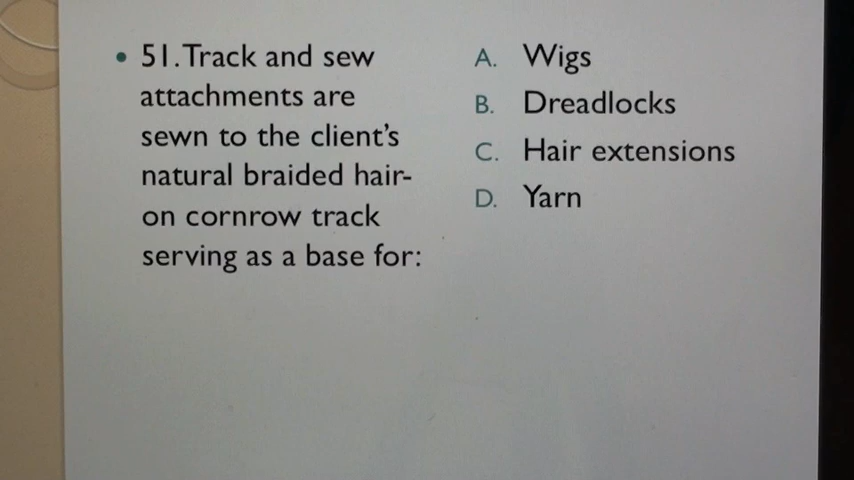 • 51. Track and sew
attachments are
sewn to the client's
natural braided hair-
on cornrow track
serving as a base for:
A. Wigs
B. Dreadlocks
C. Hair extensions
D. Yarn